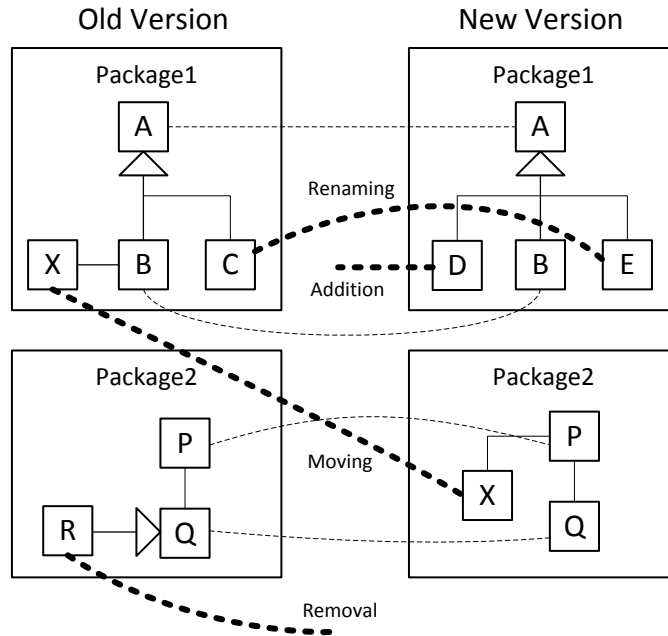 Old Version
New Version
Package1
Package1
A
A
Renaming
X
B
C
D
B
E
Addition
Package2
Package2
P
P
Moving
X
R
Q
Q
Removal